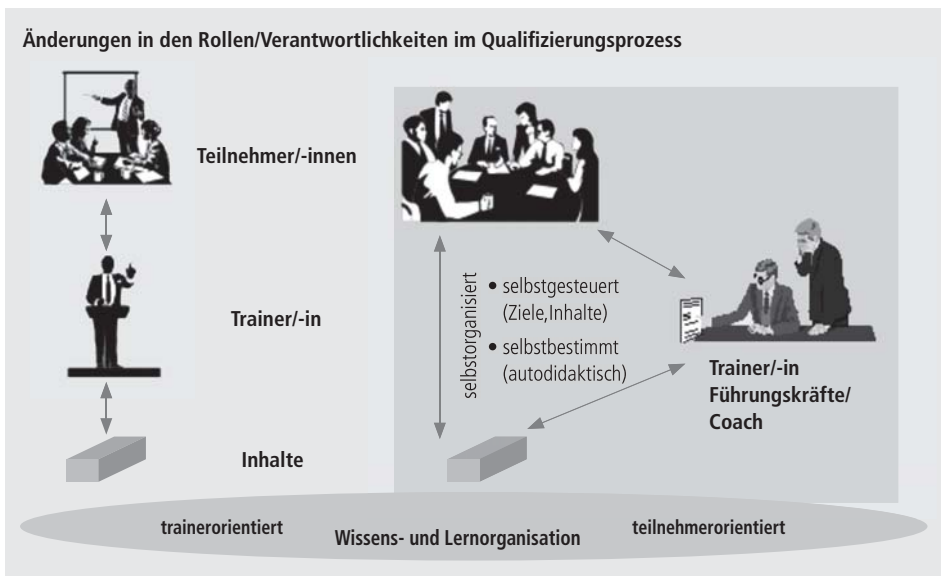 Änderungen in den Rollen/Verantwortlichkeiten im Qualifizierungsprozess
Teilnehmer/-innen
Trainer/-in
Inhalte
selbstorganisiert
• selbstgesteuert
(Ziele,Inhalte)
• selbstbestimmt
(autodidaktisch)
Trainer/-in
Führungskräfte/
Coach
trainerorientiert
Wissens- und Lernorganisation
teilnehmerorientiert